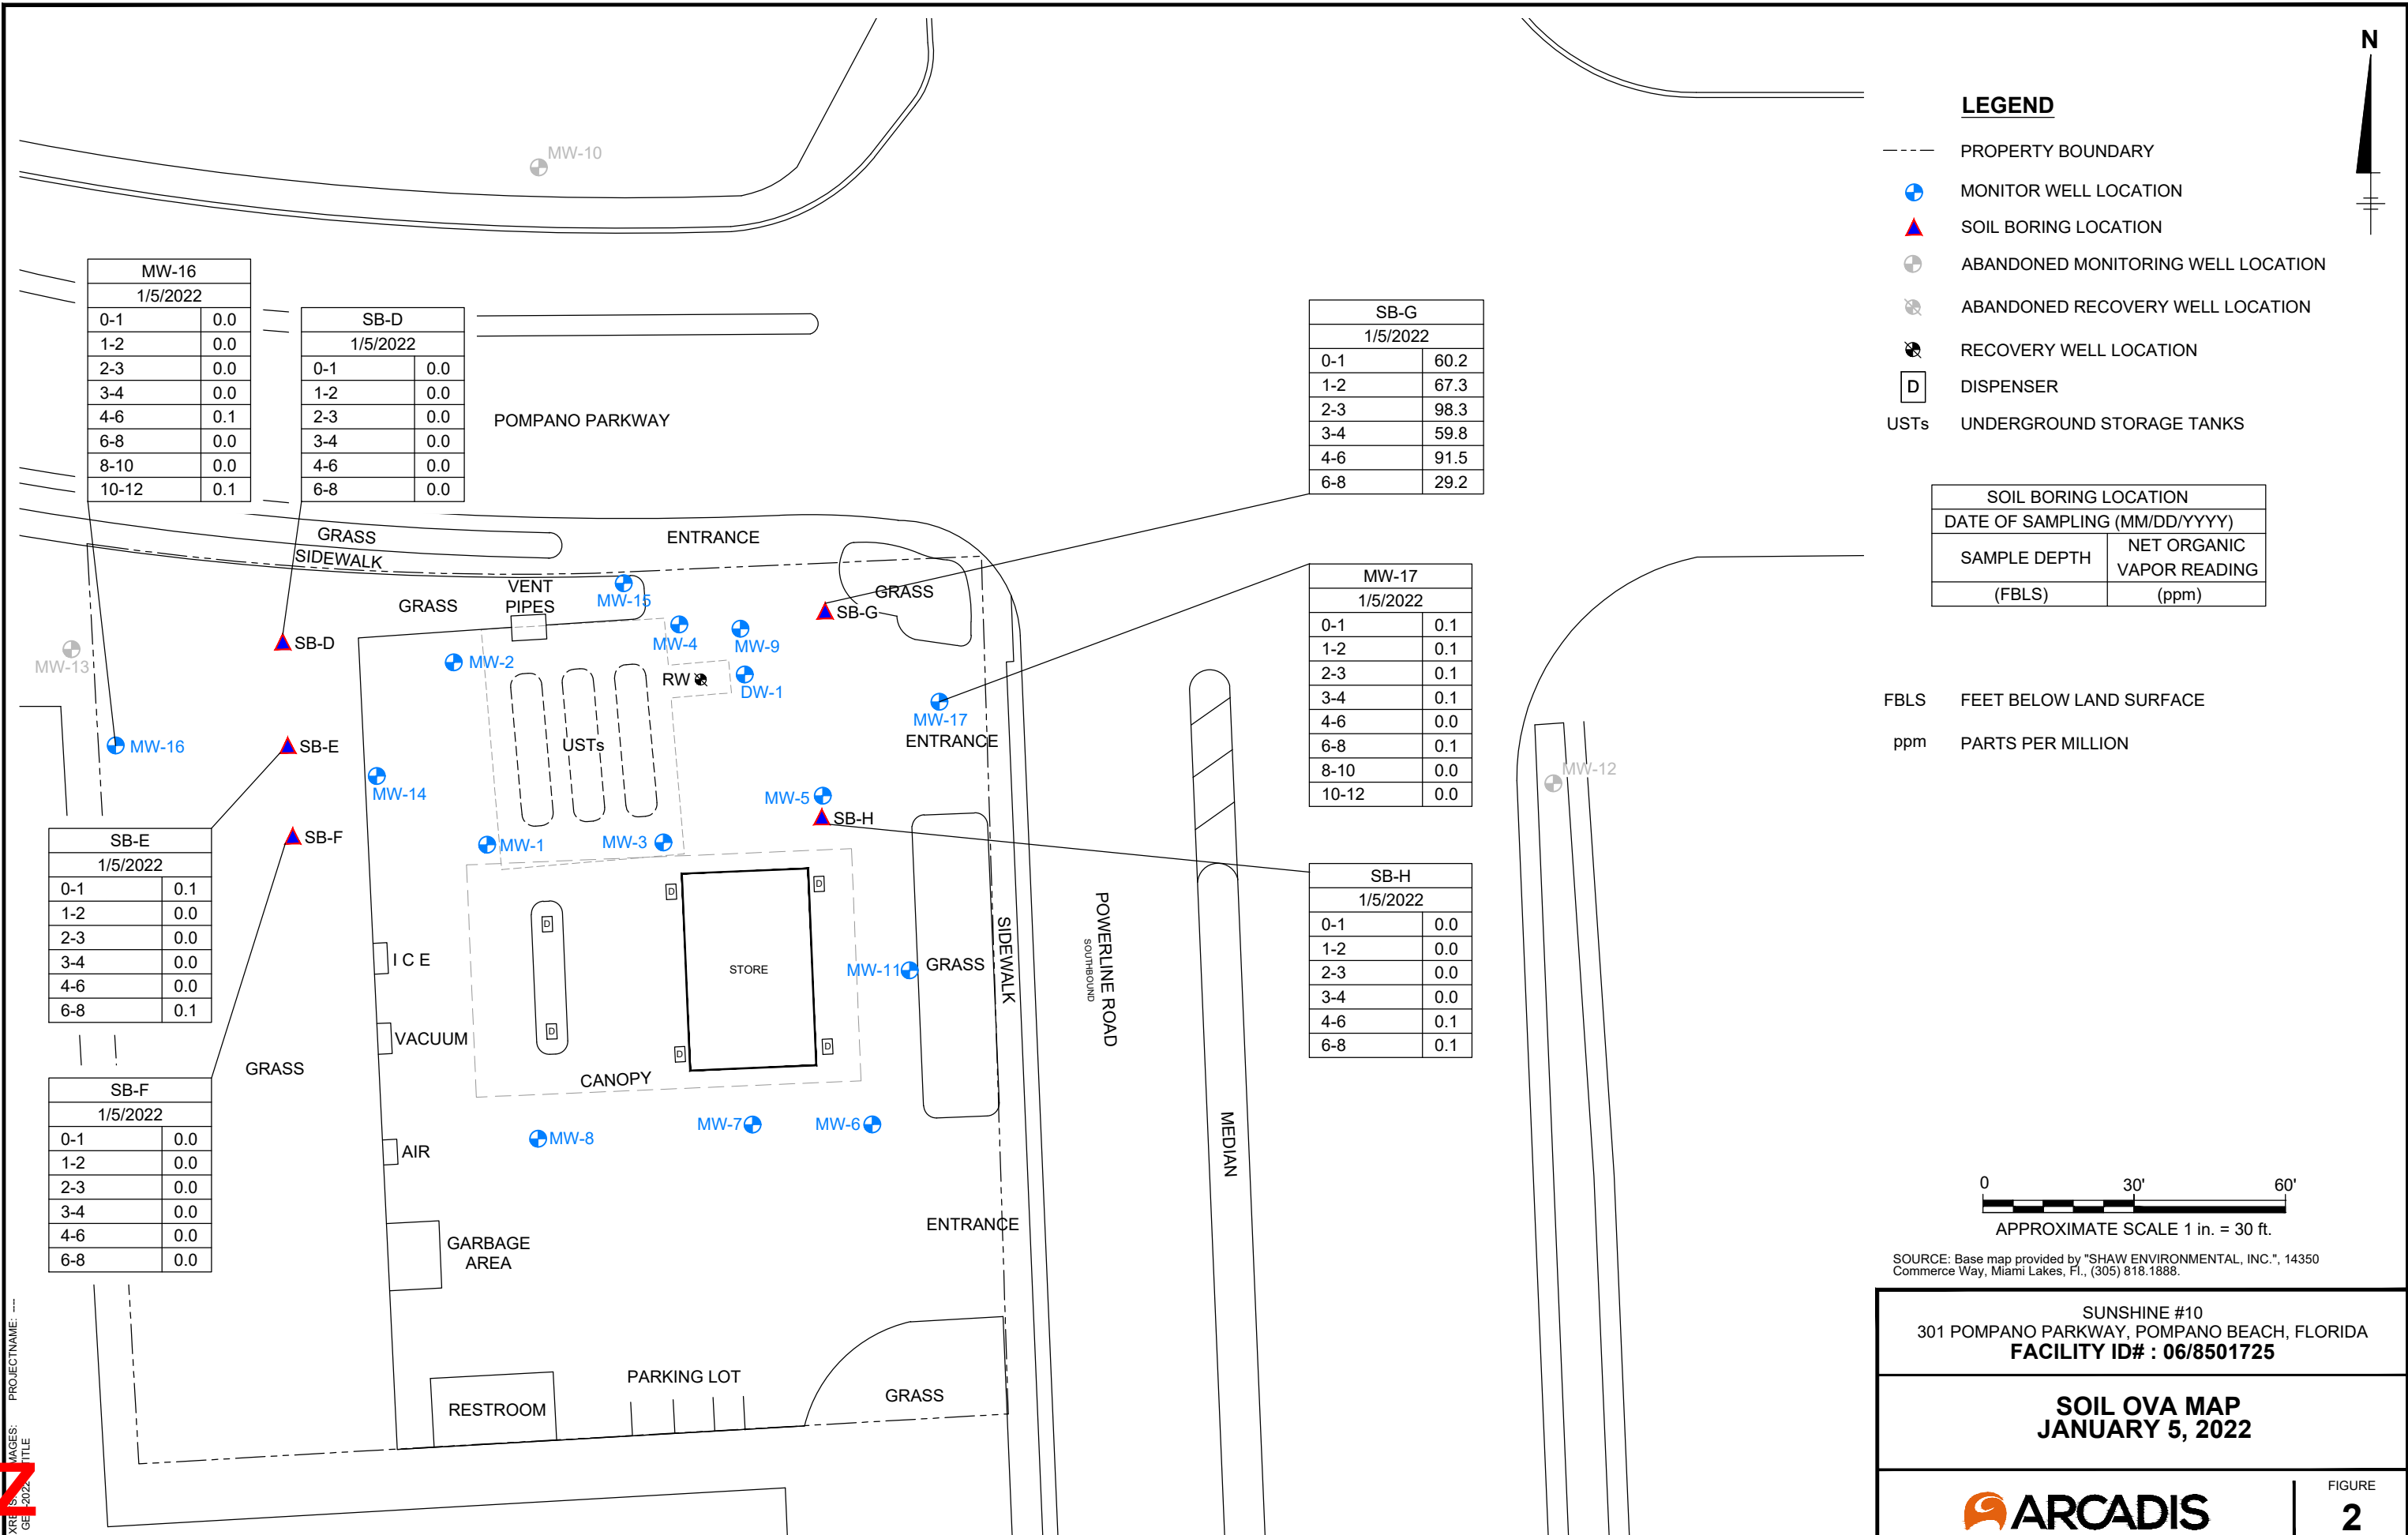 N
LEGEND
PROPERTY BOUNDARY
MONITOR WELL LOCATION
SOIL BORING LOCATION
ABANDONED MONITORING WELL LOCATION
ABANDONED RECOVERY WELL LOCATION
RECOVERY WELL LOCATION
D DISPENSER
USTs UNDERGROUND STORAGE TANKS
SOIL BORING LOCATION
DATE OF SAMPLING (MM/DD/YYYY)
SAMPLE DEPTH NET ORGANIC
VAPOR READING
(FBLS) (ppm)
FBLS FEET BELOW LAND SURFACE
ppm PARTS PER MILLION
MW-10
MW-16
1/5/2022
0-1 0.0
1-2 0.0
2-3 0.0
3-4 0.0
4-6 0.1
6-8 0.0
8-10 0.0
10-12 0.1
SB-D
1/5/2022
0-1 0.0
1-2 0.0
2-3 0.0
3-4 0.0
4-6 0.0
6-8 0.0
POMPANO PARKWAY
SB-G
1/5/2022
0-1 60.2
1-2 67.3
2-3 98.3
3-4 59.8
4-6 91.5
6-8 29.2
MW-17
1/5/2022
0-1 0.1
1-2 0.1
2-3 0.1
3-4 0.1
4-6 0.0
6-8 0.1
8-10 0.0
10-12 0.0
SB-H
1/5/2022
0-1 0.0
1-2 0.0
2-3 0.0
3-4 0.0
4-6 0.1
6-8 0.1
SB-E
1/5/2022
0-1 0.1
1-2 0.0
2-3 0.0
3-4 0.0
4-6 0.0
6-8 0.1
SB-F
1/5/2022
0-1 0.0
1-2 0.0
2-3 0.0
3-4 0.0
4-6 0.0
6-8 0.0
GRASS
SIDEWALK
ENTRANCE
GRASS
VENT
PIPES
MW-15
GRASS
SB-G
MW-4
MW-9
SB-D
MW-13
MW-2
RW
DW-1
MW-17
ENTRANCE
MW-16
SB-E
USTs
MW-14
MW-12
MW-5
SB-H
SB-F
MW-1
MW-3
D
D
D
D
D
D
STORE
I C E
MW-11
GRASS
SIDEWALK
POWERLINE ROAD
SOUTHBOUND
VACUUM
GRASS
CANOPY
MW-8
MW-7
MW-6
MEDIAN
AIR
ENTRANCE
GARBAGE
AREA
PARKING LOT
RESTROOM
GRASS
0 30' 60'
APPROXIMATE SCALE 1 in. = 30 ft.
SOURCE: Base map provided by "SHAW ENVIRONMENTAL, INC.", 14350
Commerce Way, Miami Lakes, Fl., (305) 818.1888.
SUNSHINE #10
301 POMPANO PARKWAY, POMPANO BEACH, FLORIDA
FACILITY ID# : 06/8501725
SOIL OVA MAP
JANUARY 5, 2022
ARCADIS
FIGURE
2
PROJECTNAME: ---
Z